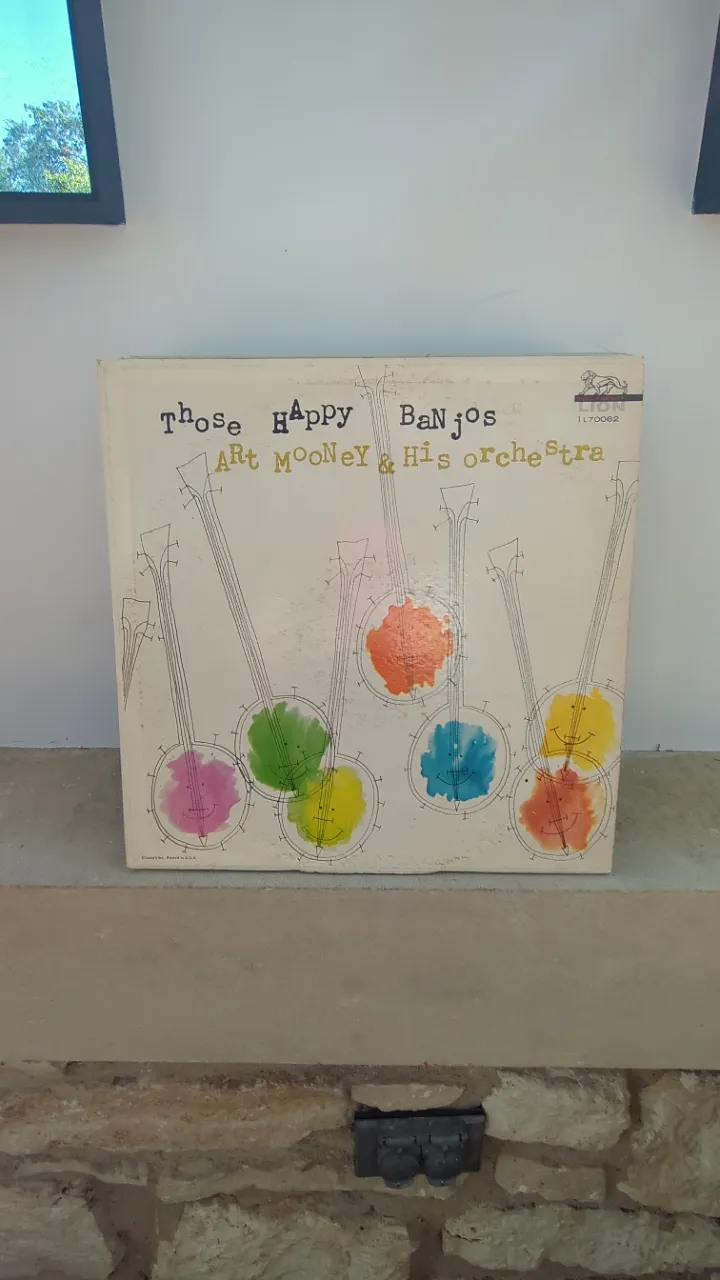 Those Happy Banjos
LION
L70062
Art Mooney & His orchestra